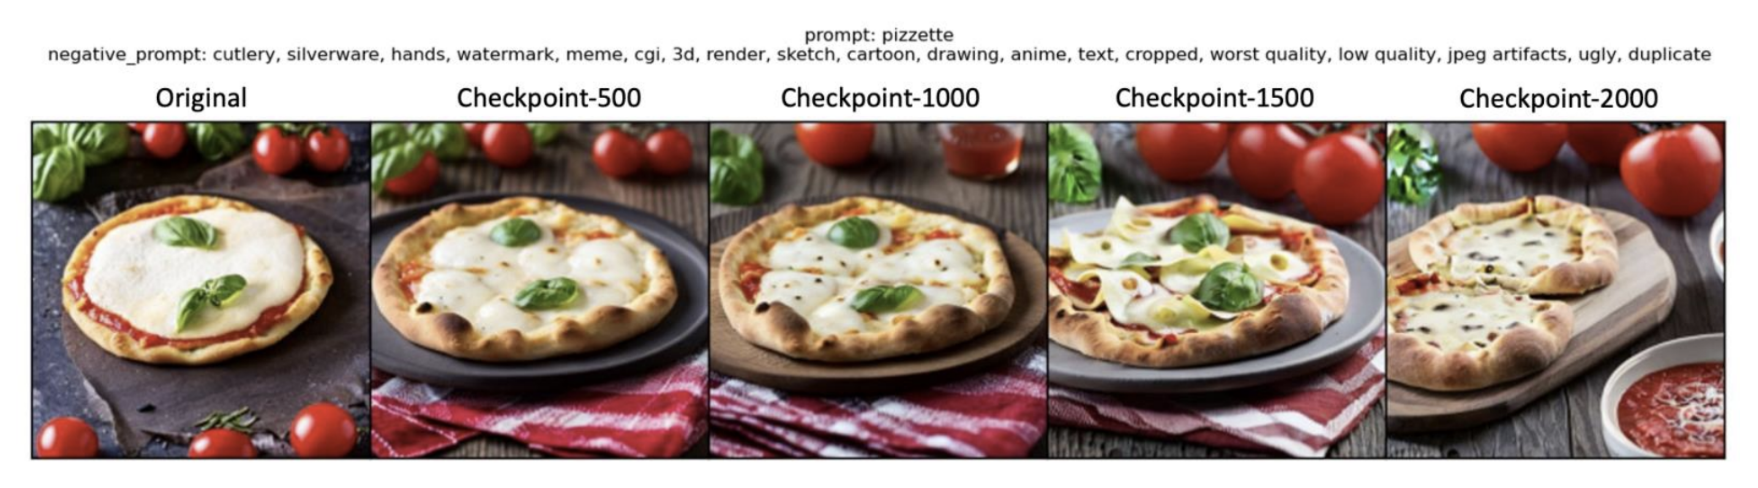 prompt: pizzette
negative_prompt: cutlery, silverware, hands, watermark, meme, cgi, 3d, render, sketch, cartoon, drawing, anime, text, cropped, worst quality, low quality, jpeg artifacts, ugly, duplicate
Original Checkpoint-500 Checkpoint-1000 Checkpoint-1500 Checkpoint-2000